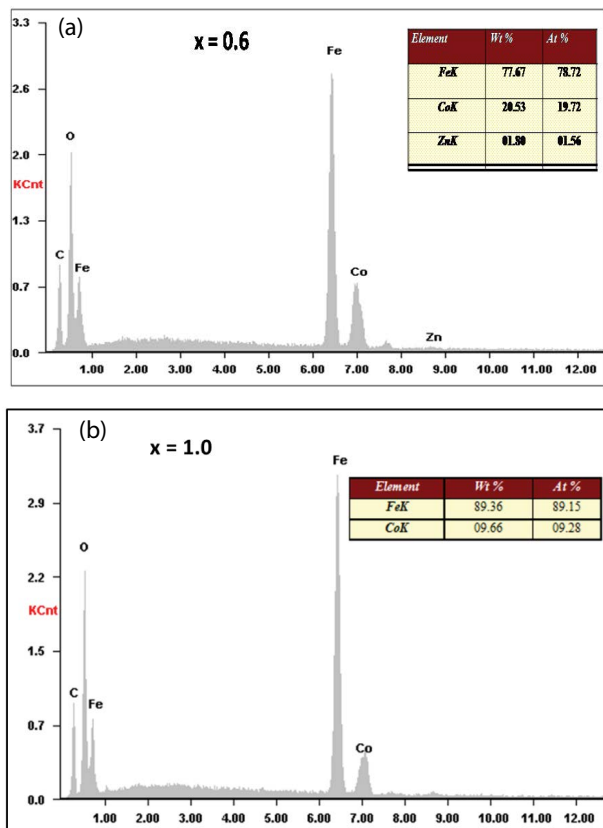 (a)
x = 0.6
3.3
2.6
2.0
KCnt
1.3
0.7
0.0
C
O
Fe
Fe
Co
Zn
Element Wt % At %
FeK 77.67 78.72
CoK 20.53 19.72
ZnK 01.80 01.56
1.00 2.00 3.00 4.00 5.00 6.00 7.00 8.00 9.00 10.00 11.00 12.00
(b)
x = 1.0
3.7
2.9
2.2
KCnt
1.5
0.7
0.0
C
O
Fe
Fe
Co
Element Wt % At %
FeK 89.36 89.15
CoK 09.66 09.28
1.00 2.00 3.00 4.00 5.00 6.00 7.00 8.00 9.00 10.00 11.00 12.00